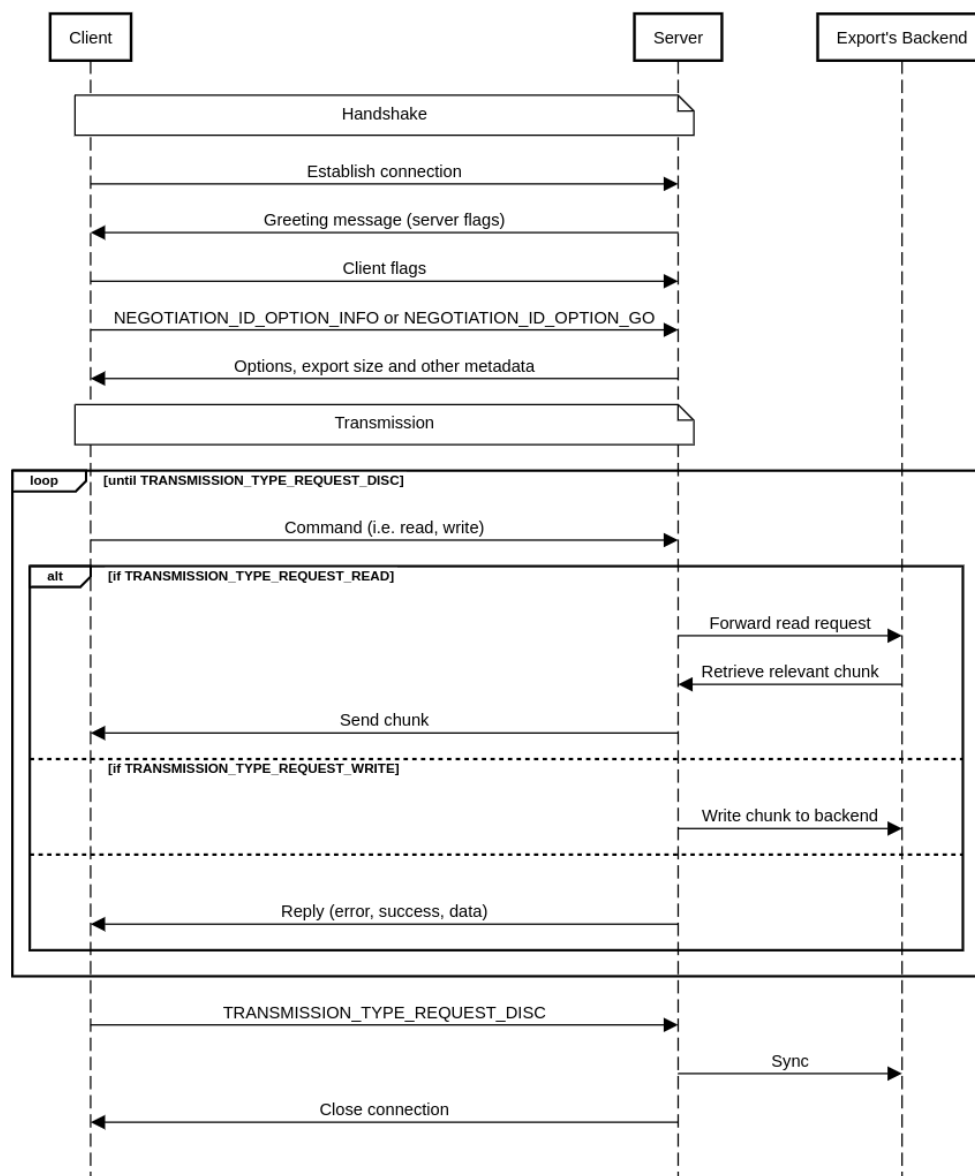 Client
Server
Export's Backend
Handshake
Establish connection
Greeting message (server flags)
Client flags
NEGOTIATION_ID_OPTION_INFO or NEGOTIATION_ID_OPTION_GO
Options, export size and other metadata
Transmission
loop
[until TRANSMISSION_TYPE_REQUEST_DISC]
Command (i.e. read, write)
alt
[if TRANSMISSION_TYPE_REQUEST_READ]
Forward read request
Retrieve relevant chunk
Send chunk
[if TRANSMISSION_TYPE_REQUEST_WRITE]
Write chunk to backend
Reply (error, success, data)
TRANSMISSION_TYPE_REQUEST_DISC
Sync
Close connection